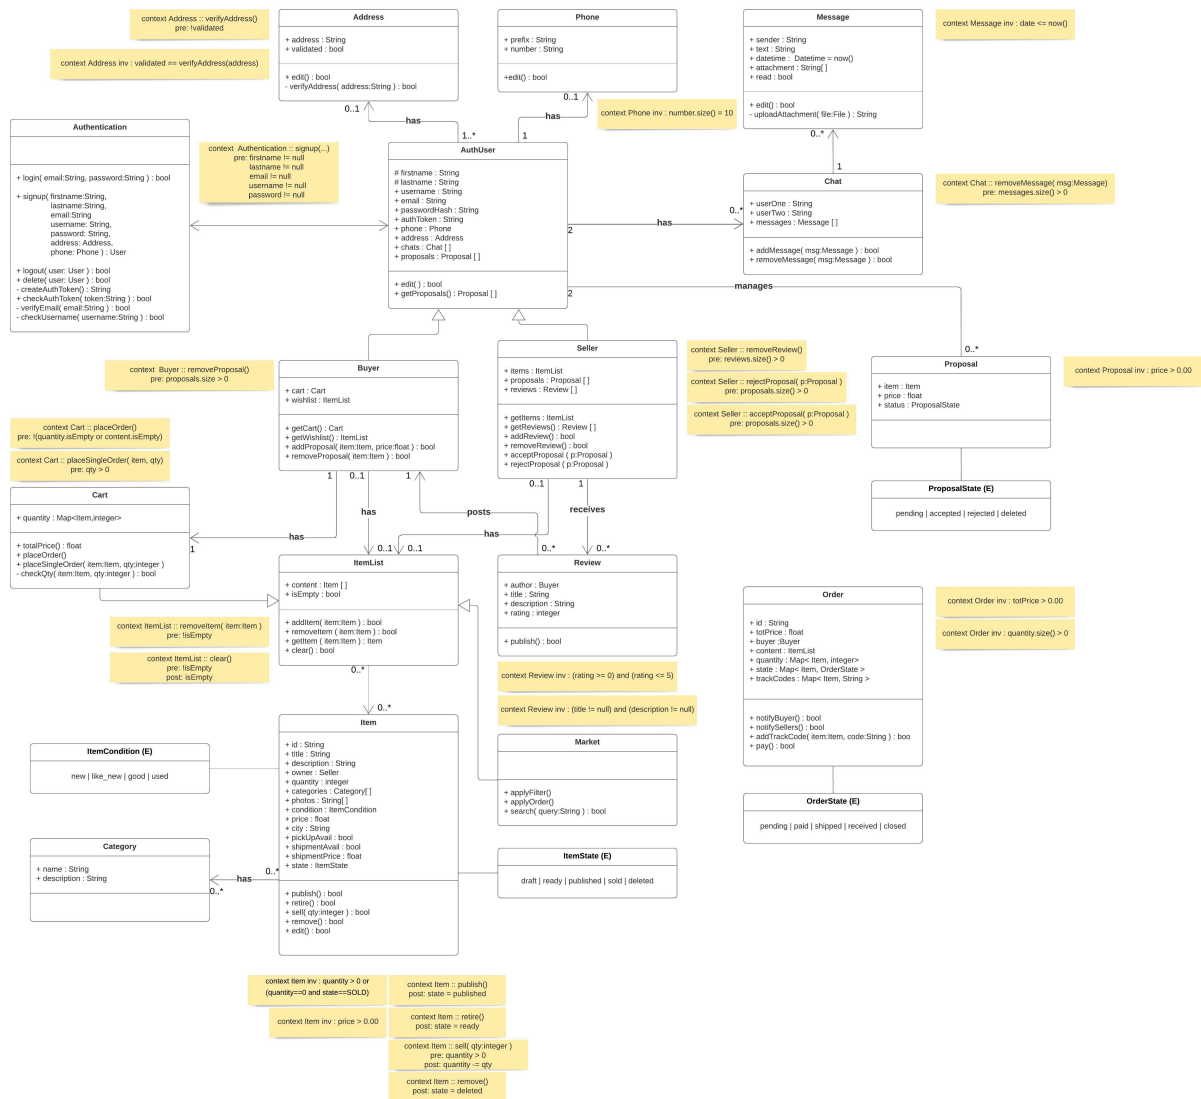 context Address :: verifyAddress()
pre: !validated
context Address inv : validated == verifyAddress(address)
Address
+ address : String
+ validated : bool
+ edit() : bool
- verifyAddress( address:String ) : bool
Phone
+ prefix : String
+ number : String
+edit() : bool
Message
+ sender : String
+ text : String
+ datetime :  Datetime = now()
+ attachment : String[ ]
+ read : bool
+ edit() : bool
- uploadAttachment( file:File ) : String
context Message inv : date <= now()
0..1
has
1..*
0..1
has
1
context Phone inv : number.size() = 10
0..*
1
Authentication
+ login( email:String, password:String ) : bool
+ signup( firstname:String,
lastname:String,
email:String
username: String,
password: String,
address: Address,
phone: Phone ) : User
+ logout( user: User ) : bool
+ delete( user: User ) : bool
- createAuthToken() : String
+ checkAuthToken( token:String ) : bool
- verifyEmail( email:String ) : bool
- checkUsername( username:String ) : bool
context  Authentication :: signup(...)
pre: firstname != null
lastname != null
email != null
username != null
password != null
AuthUser
# firstname : String
# lastname : String
+ username : String
+ email : String
+ passwordHash : String
+ authToken : String
+ phone : Phone
+ address : Address
+ chats : Chat [ ]
+ proposals : Proposal [ ]
+ edit( ) : bool
+ getProposals() : Proposal [ ]
2
has
0..*
Chat
+ userOne : String
+ userTwo : String
+ messages : Message [ ]
+ addMessage( msg:Message ) : bool
+ removeMessage( msg:Message ) : bool
context Chat :: removeMessage( msg:Message)
pre: messages.size() > 0
2
manages
0..*
context  Buyer :: removeProposal()
pre: proposals.size > 0
Buyer
+ cart : Cart
+ wishlist : ItemList
+ getCart() : Cart
+ getWishlist() : ItemList
+ addProposal( item:Item, price:float ) : bool
+ removeProposal( item:Item ) : bool
Seller
+ items : ItemList
+ proposals : Proposal [ ]
+ reviews : Review [ ]
+ getItems : ItemList
+ getReviews() : Review [ ]
+ addReview() : bool
+ removeReview() : bool
+ acceptProposal ( p:Proposal )
+ rejectProposal ( p:Proposal )
context Seller :: removeReview()
pre: reviews.size() > 0
context Seller :: rejectProposal( p:Proposal )
pre: proposals.size() > 0
context Seller :: acceptProposal( p:Proposal )
pre: proposals.size() > 0
Proposal
+ item : Item
+ price : float
+ status : ProposalState
context Proposal inv : price > 0.00
ProposalState (E)
pending | accepted | rejected | deleted
context Cart :: placeOrder()
pre: !(quantity.isEmpty or content.isEmpty)
context Cart :: placeSingleOrder( item, qty)
pre: qty > 0
Cart
+ quantity : Map<Item,integer>
+ totalPrice() : float
+ placeOrder()
+ placeSingleOrder( item:Item, qty;integer )
- checkQty( item:Item, qty:integer ) : bool
1
has
1
0..1
has
0..1
1
posts
0..*
0..1
has
0..1
1
receives
0..*
ItemList
+ content : Item [ ]
+ isEmpty : bool
+ addItem( item:Item ) : bool
+ removeItem ( item:Item ) : bool
+ getItem ( item:Item ) : Item
+ clear() : bool
Review
+ author : Buyer
+ title : String
+ description : String
+ rating : integer
+ publish() : bool
context ItemList :: removeItem( item:Item )
pre: !isEmpty
context ItemList :: clear()
pre: !isEmpty
post: isEmpty
context Review inv : (rating >= 0) and (rating <= 5)
context Review inv : (title != null) and (description != null)
Order
+ id : String
+ totPrice : float
+ buyer ;Buyer
+ content : ItemList
+ quantity : Map< Item, integer>
+ state : Map< Item, OrderState >
+ trackCodes : Map< Item, String >
+ notifyBuyer() : bool
+ notifySellers() : bool
+ addTrackCode( item:Item, code:String ) : boo
+ pay() : bool
context Order inv : totPrice > 0.00
context Order inv : quantity.size() > 0
OrderState (E)
pending | paid | shipped | received | closed
0..*
0..*
Item
+ id : String
+ title : String
+ description : String
+ owner : Seller
+ quantity : integer
+ categories : Category[ ]
+ photos : String[ ]
+ condition : ItemCondition
+ price : float
+ city : String
+ pickUpAvail : bool
+ shipmentAvail : bool
+ shipmentPrice : float
+ state : ItemState
+ publish() : bool
+ retire() : bool
+ sell( qty:integer ) : bool
+ remove() : bool
+ edit() : bool
Market
+ applyFilter()
+ applyOrder()
+ search( query:String ) : bool
ItemCondition (E)
new | like_new | good | used
Category
+ name : String
+ description : String
0..*
has
0..*
ItemState (E)
draft | ready | published | sold | deleted
context Item inv : quantity > 0 or
(quantity==0 and state==SOLD)
context Item inv : price > 0.00
context Item :: publish()
post: state = published
context Item :: retire()
post: state = ready
context Item :: sell( qty:integer )
pre: quantity > 0
post: quantity -= qty
context Item :: remove()
post: state = deleted